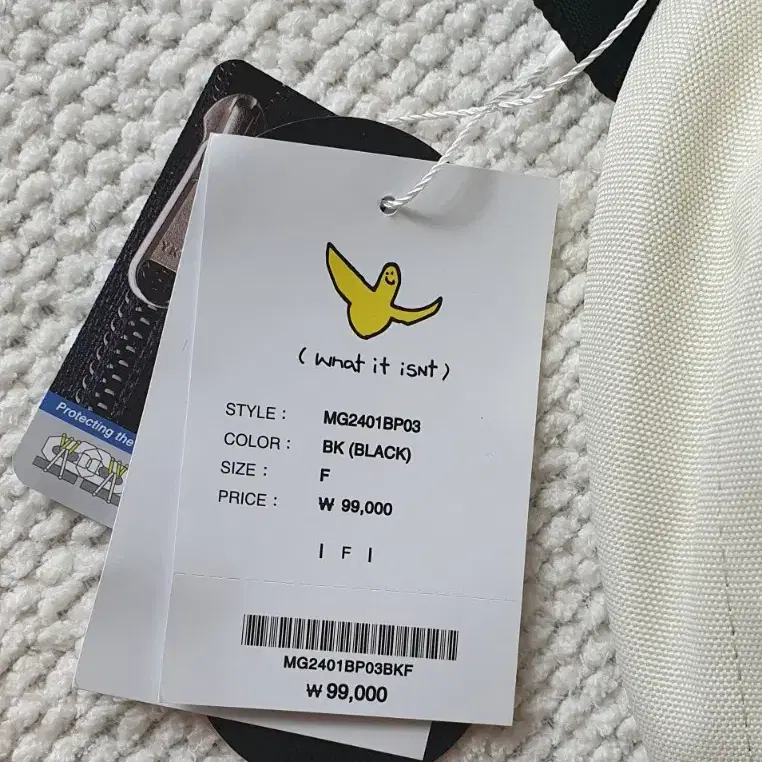 (What it isNt)
STYLE : MG2401BP03
COLOR : BK (BLACK)
SIZE : F
PRICE : ₩ 99,000
| F |
MG2401BP03BKF
₩ 99,000
Protecting the